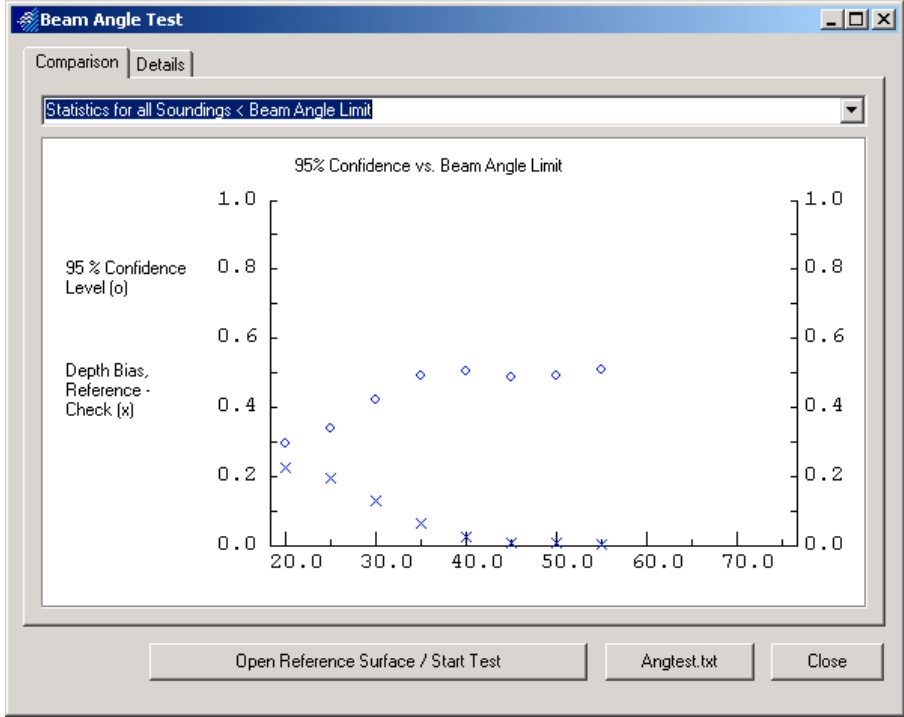 Beam Angle Test
Comparison Details
Statistics for all Soundings < Beam Angle Limit
95% Confidence vs. Beam Angle Limit
1.0 1.0
95 % Confidence 0.8 0.8
Level (o)
0.6 0.6
Depth Bias,
Reference -
Check (x) 0.4 0.4
0.2 0.2
0.0 0.0
20.0 30.0 40.0 50.0 60.0 70.0
Open Reference Surface / Start Test Angtest.txt Close